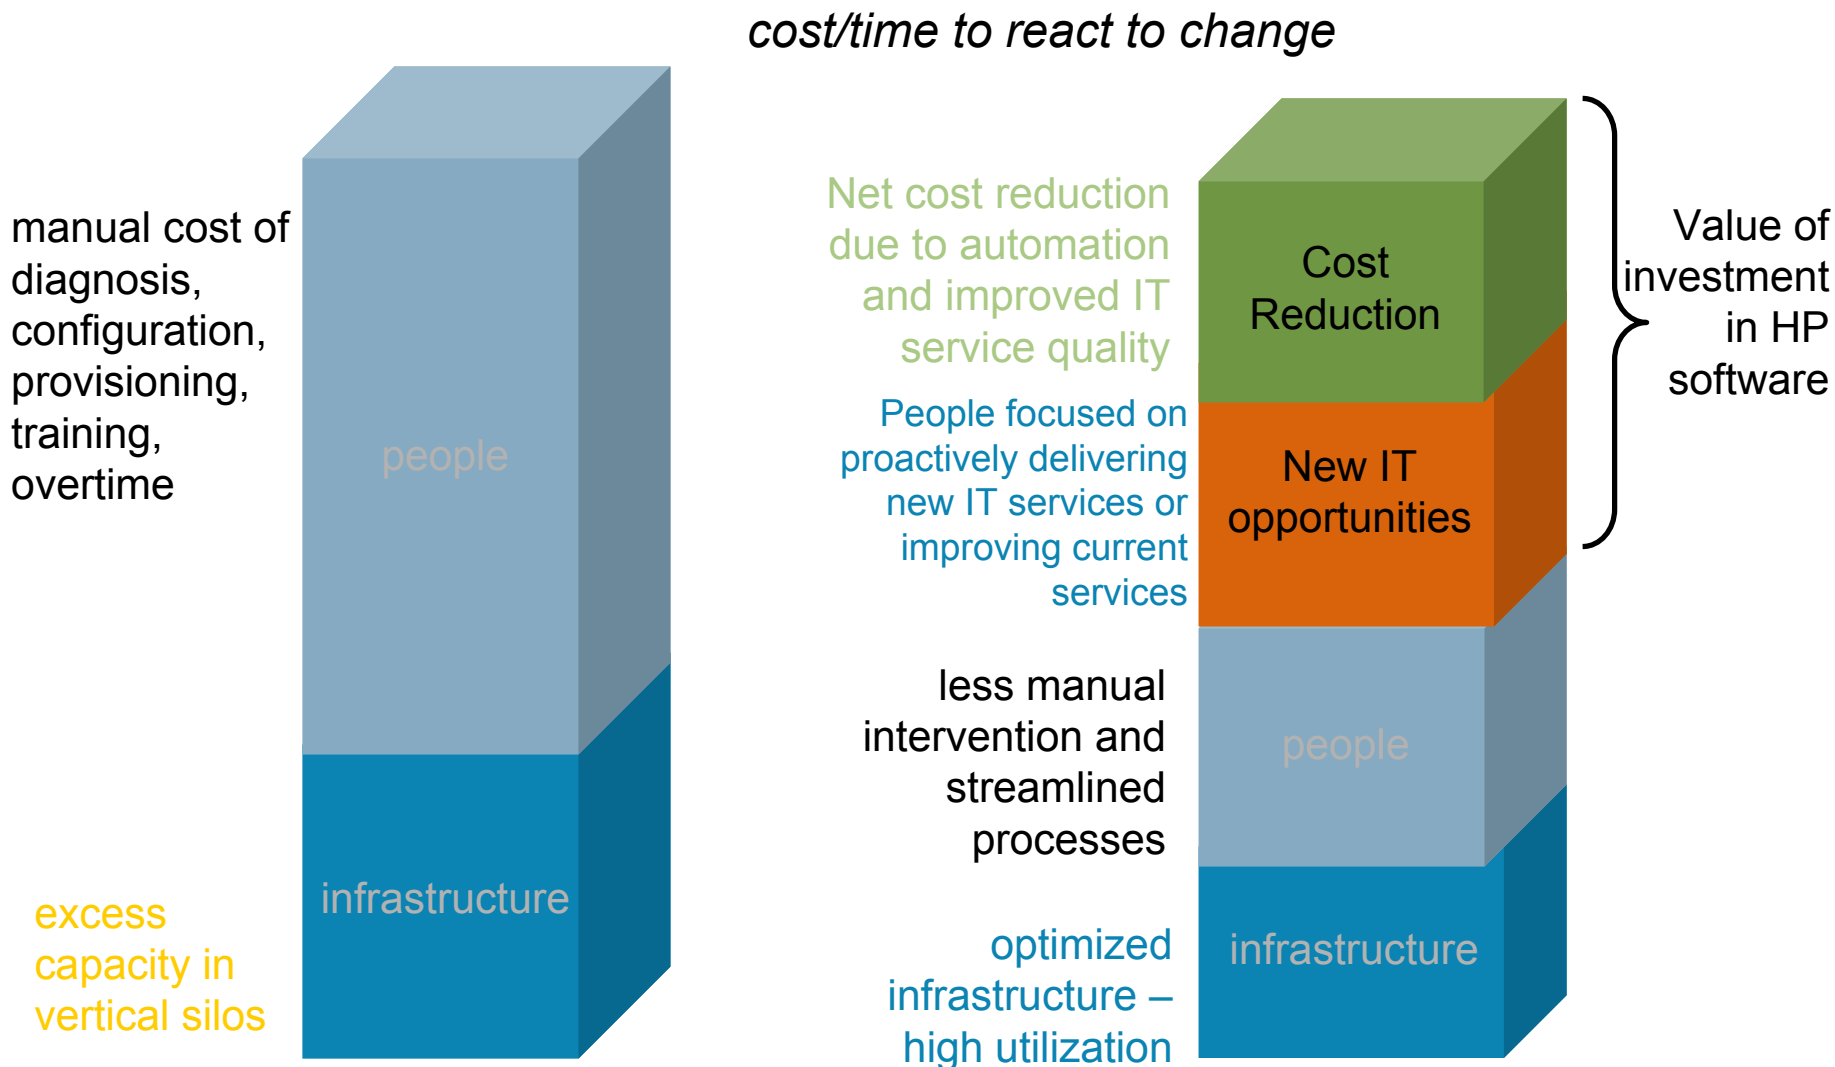 cost/time to react to change
manual cost of
diagnosis,
configuration,
provisioning,
training,
overtime
people
infrastructure
excess
capacity in
vertical silos
Net cost reduction
due to automation
and improved IT
service quality
People focused on
proactively delivering
new IT services or
improving current
services
less manual
intervention and
streamlined
processes
optimized
infrastructure –
high utilization
Cost
Reduction
New IT
opportunities
people
infrastructure
Value of
investment
in HP
software